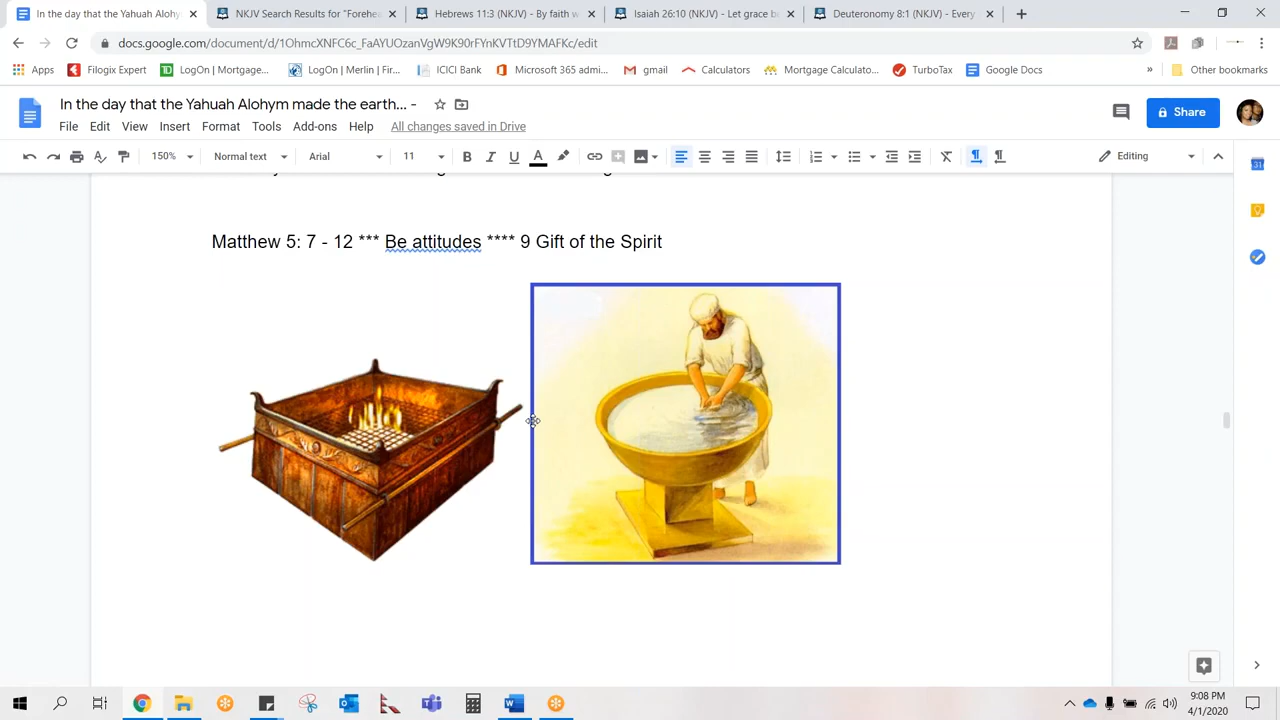 In the day that the Yahuah Alohy
NKJV Search Results for "Forehe
Hebrews 11:3 (NKJV) - By faith w
Isaiah 26:10 (NKJV) - Let grace b
Deuteronomy 8:1 (NKJV) - Every
docs.google.com/document/d/1OhmcXNFC6c_FaAYUOzanVgW9K90rFYnKVTtD9YMAFKc/edit
Apps
Filogix Expert
LogOn | Mortgage...
LogOn | Merlin | Fir...
ICICI Bank
Microsoft 365 admi...
gmail
Calculators
Mortgage Calculato...
TurboTax
Google Docs
»
Other bookmarks
In the day that the Yahuah Alohym made the earth... -
File Edit View Insert Format Tools Add-ons Help All changes saved in Drive
Share
150% Normal text Arial 11 B I U A Editing
Matthew 5: 7 - 12 *** Be attitudes **** 9 Gift of the Spirit
9:08 PM
4/1/2020